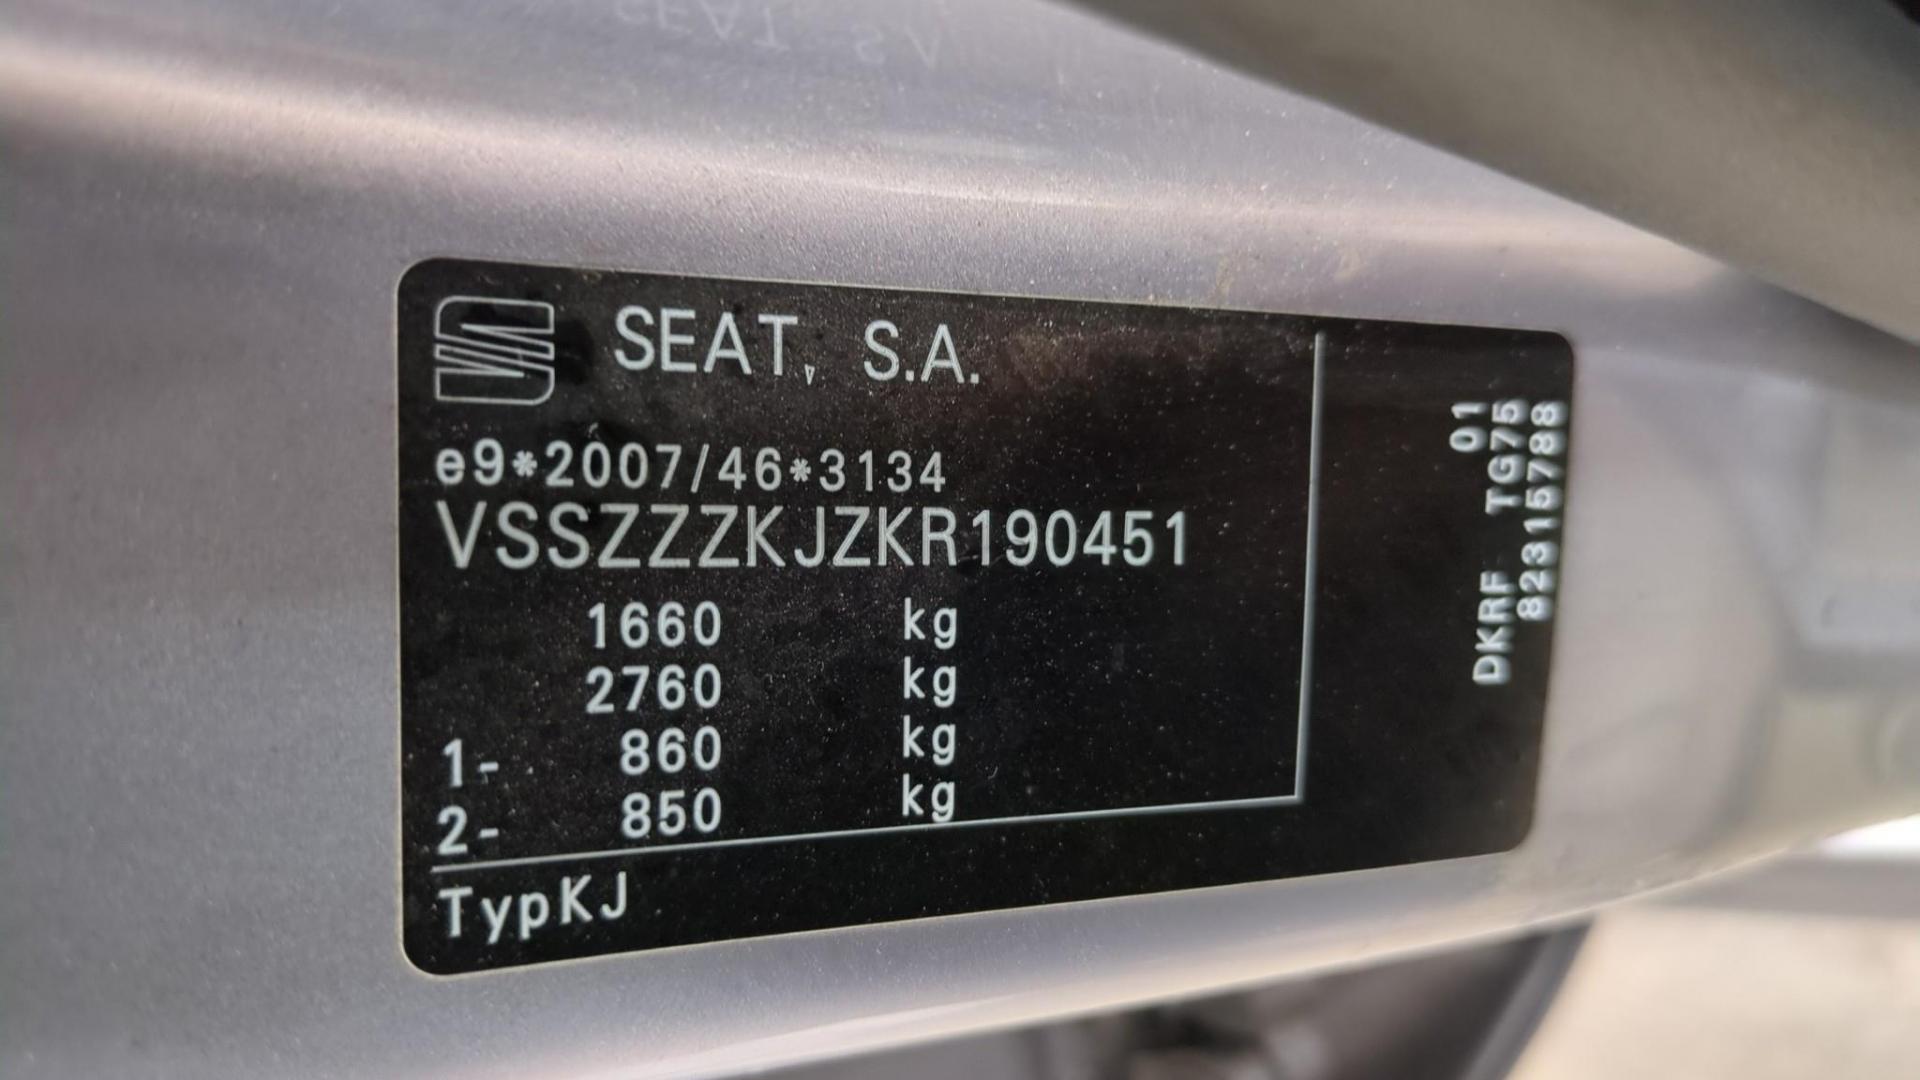 SEAT, S.A.
e9*2007/46*3134
VSSZZZKJZKR190451
1660 kg
2760 kg
1- 860 kg
2- 850 kg
TypKJ
01
DKRF TG75
82315788
SEAT S.A